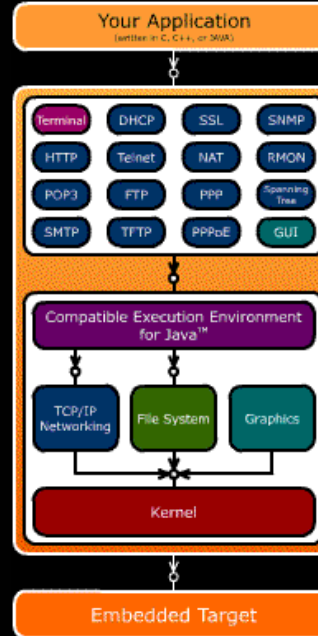 Your Application
(written in C, C++, or JAVA)
Terminal DHCP SSL SNMP
HTTP Telnet NAT RMON
POP3 FTP PPP Spanning
Tree
SMTP TFTP PPPoE GUI
Compatible Execution Environment
for Java™
TCP/IP
Networking
File System
Graphics
Kernel
Embedded Target